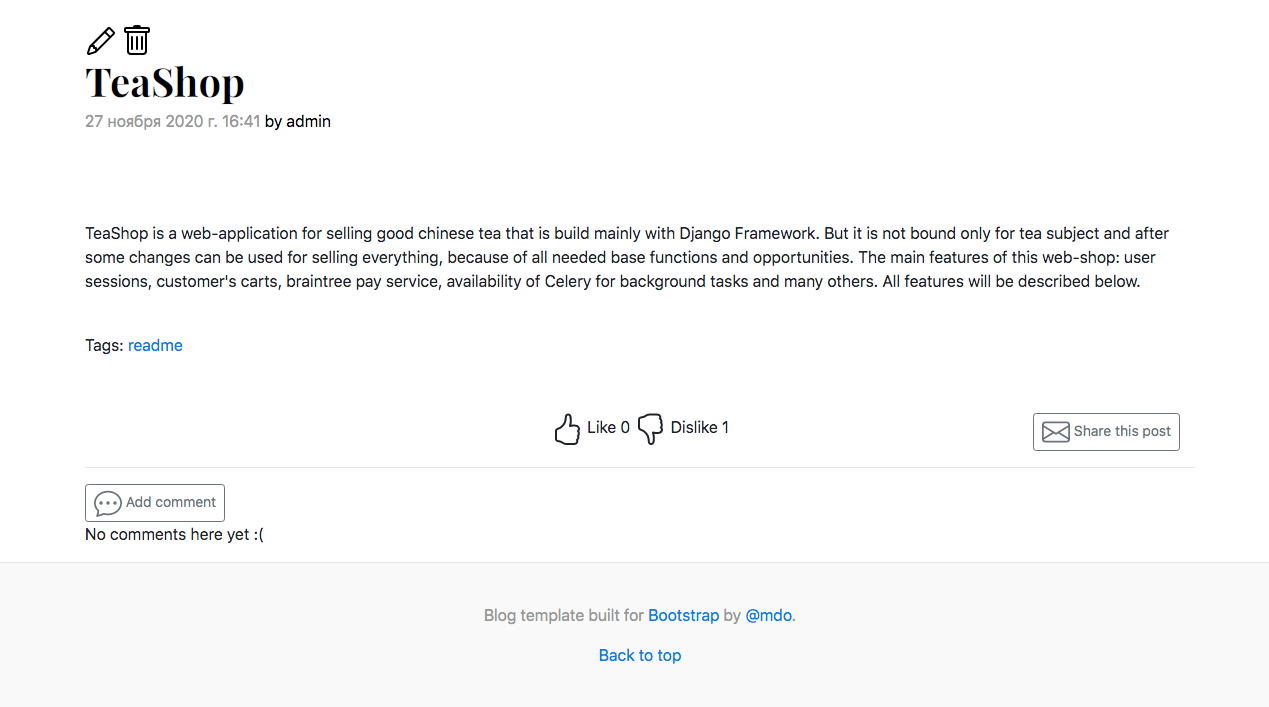 TeaShop
27 ноября 2020 г. 16:41 by admin
TeaShop is a web-application for selling good chinese tea that is build mainly with Django Framework. But it is not bound only for tea subject and after
some changes can be used for selling everything, because of all needed base functions and opportunities. The main features of this web-shop: user
sessions, customer's carts, braintree pay service, availability of Celery for background tasks and many others. All features will be described below.
Tags: readme
Like 0 Dislike 1
Share this post
Add comment
No comments here yet :(
Blog template built for Bootstrap by @mdo.
Back to top